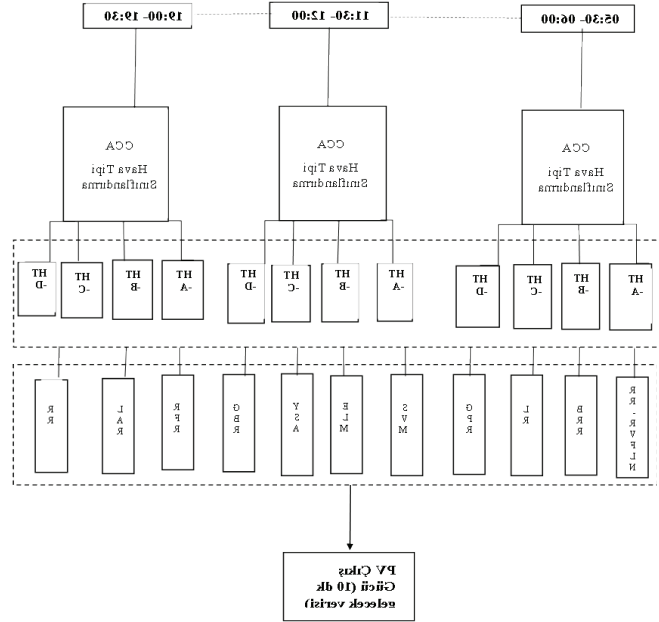 05:30- 06:00
11:30- 12:00
19:00- 19:30
CCA
Hava Tipi
Sınıflandırma
CCA
Hava Tipi
Sınıflandırma
CCA
Hava Tipi
Sınıflandırma
HT
-A
HT
-B
HT
-C
HT
-D
HT
-A
HT
-B
HT
-C
HT
-D
HT
-A
HT
-B
HT
-C
HT
-D
RR-RVFLN
BRR
LR
GPR
SVM
ELM
YSA
GBR
RFR
LAR
RR
PV Çıkış
Gücü (10 dk
gelecek verisi)